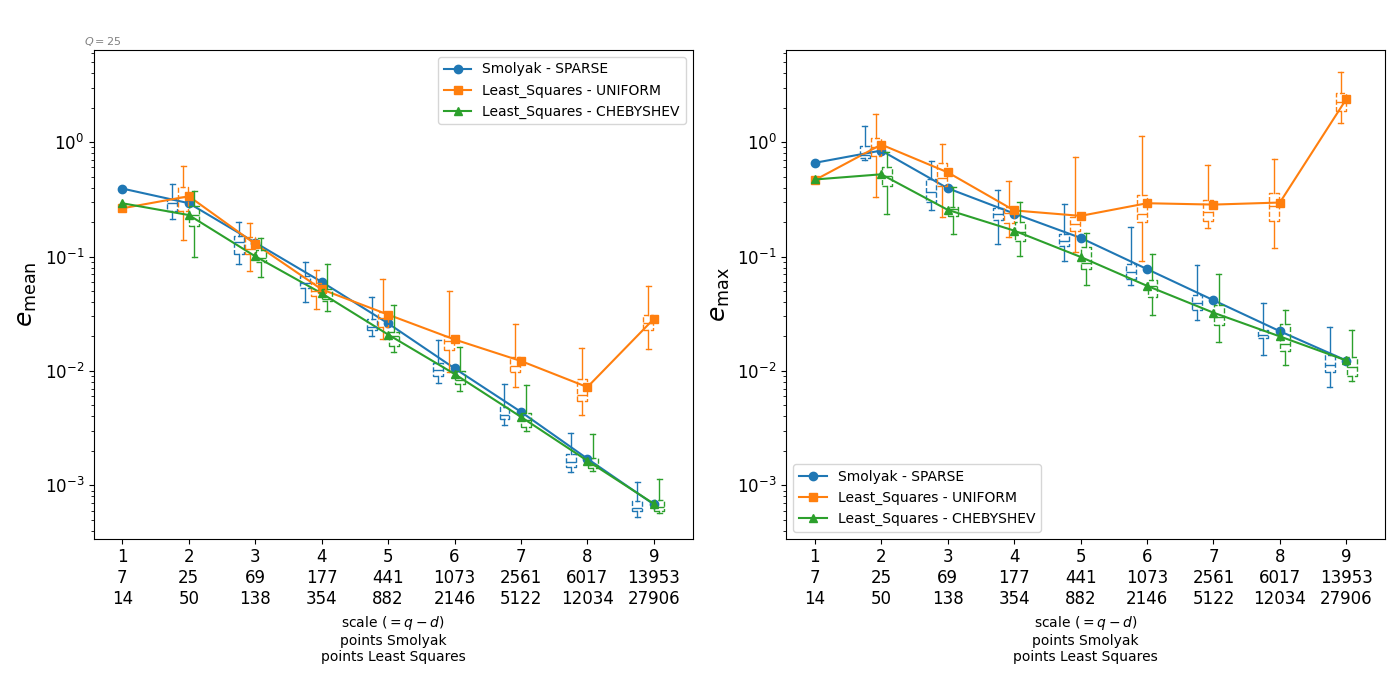 Q = 25
Smolyak - SPARSE
Least_Squares - UNIFORM
Least_Squares - CHEBYSHEV
10^0
10^-1
10^-2
10^-3
e_mean
1 2 3 4 5 6 7 8 9
7 25 69 177 441 1073 2561 6017 13953
14 50 138 354 882 2146 5122 12034 27906
scale (= q − d)
points Smolyak
points Least Squares
10^0
10^-1
10^-2
10^-3
e_max
Smolyak - SPARSE
Least_Squares - UNIFORM
Least_Squares - CHEBYSHEV
1 2 3 4 5 6 7 8 9
7 25 69 177 441 1073 2561 6017 13953
14 50 138 354 882 2146 5122 12034 27906
scale (= q − d)
points Smolyak
points Least Squares